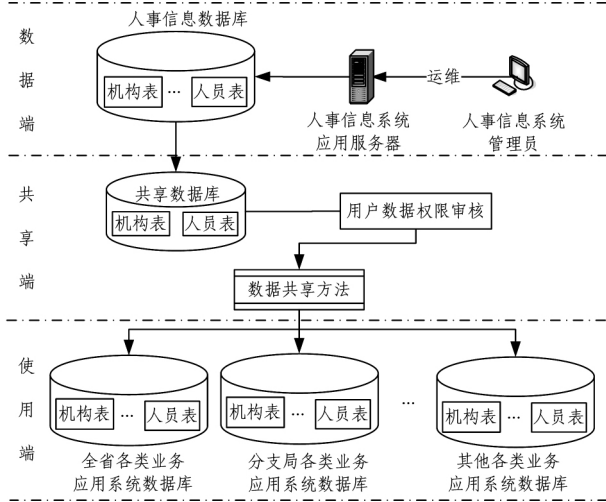 数据端
人事信息数据库
机构表 … 人员表
运维
人事信息系统
应用服务器
人事信息系统
管理员
共享端
共享数据库
机构表 人员表
用户数据权限审核
数据共享方法
使用端
机构表 … 人员表
全省各类业务
应用系统数据库
机构表 … 人员表
分支局各类业务
应用系统数据库
…
机构表 … 人员表
其他各类业务
应用系统数据库